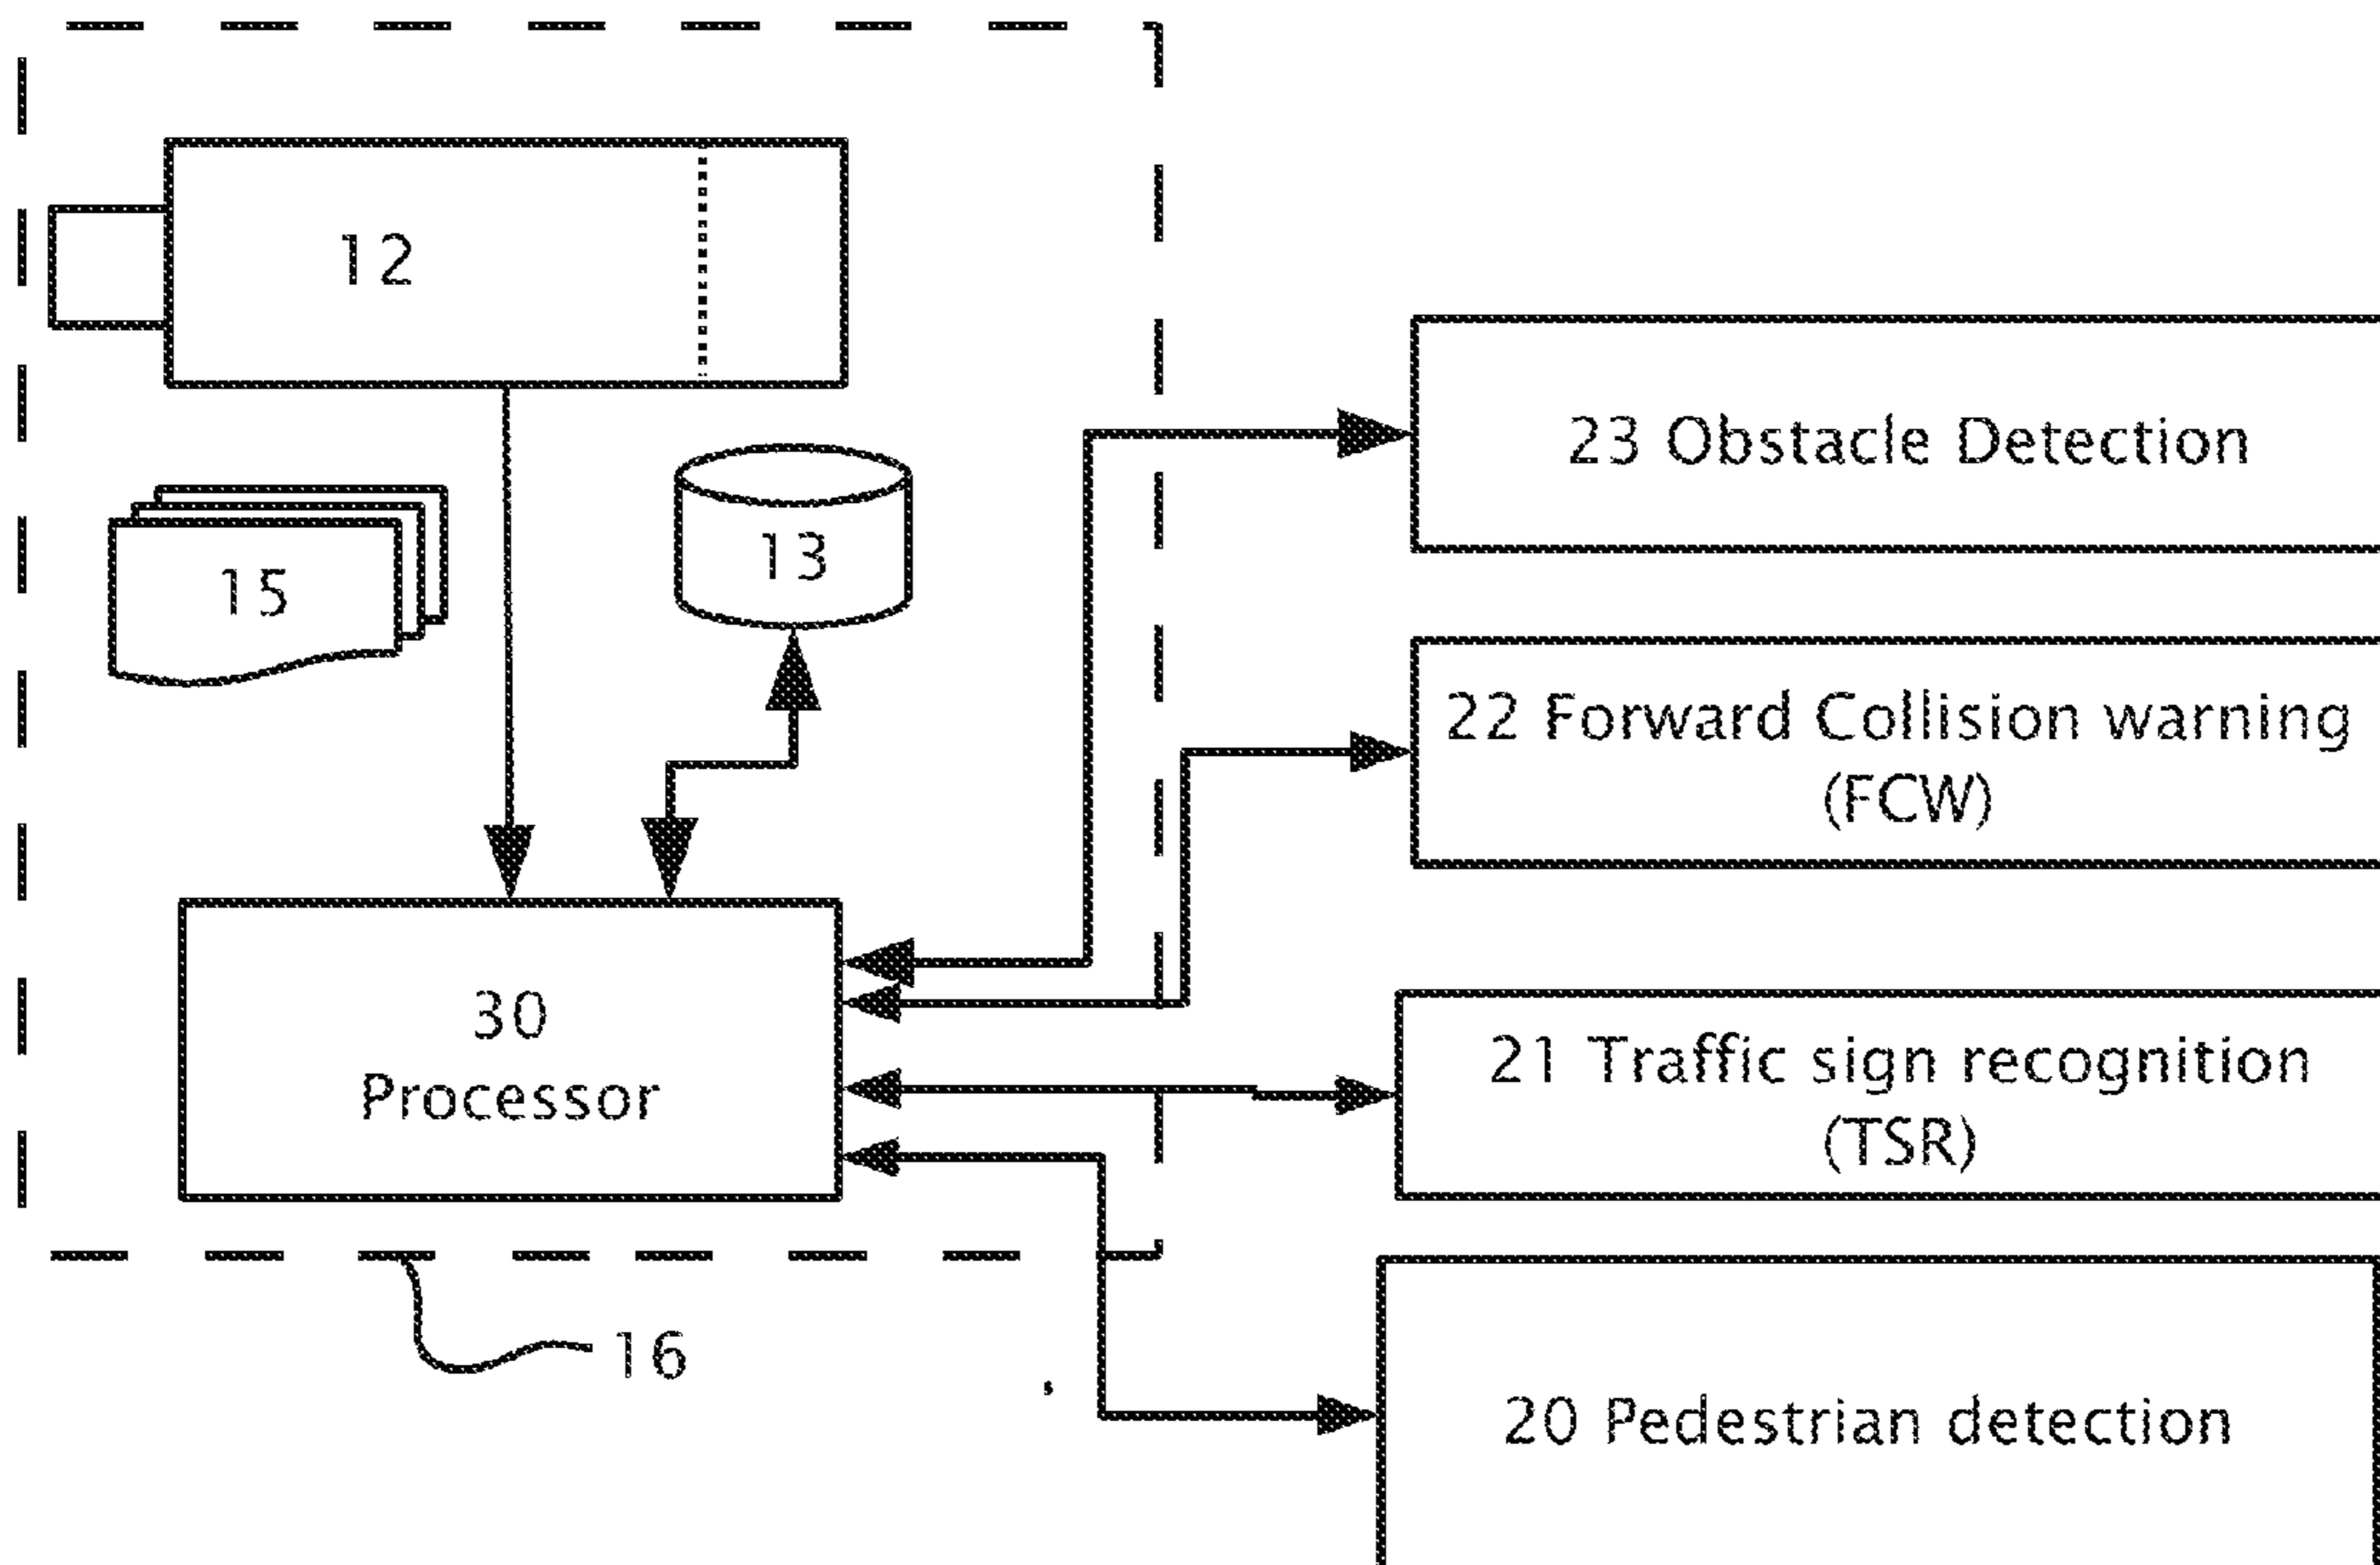 12
15
13
30
Processor
16
23 Obstacle Detection
22 Forward Collision warning
(FCW)
21 Traffic sign recognition
(TSR)
20 Pedestrian detection